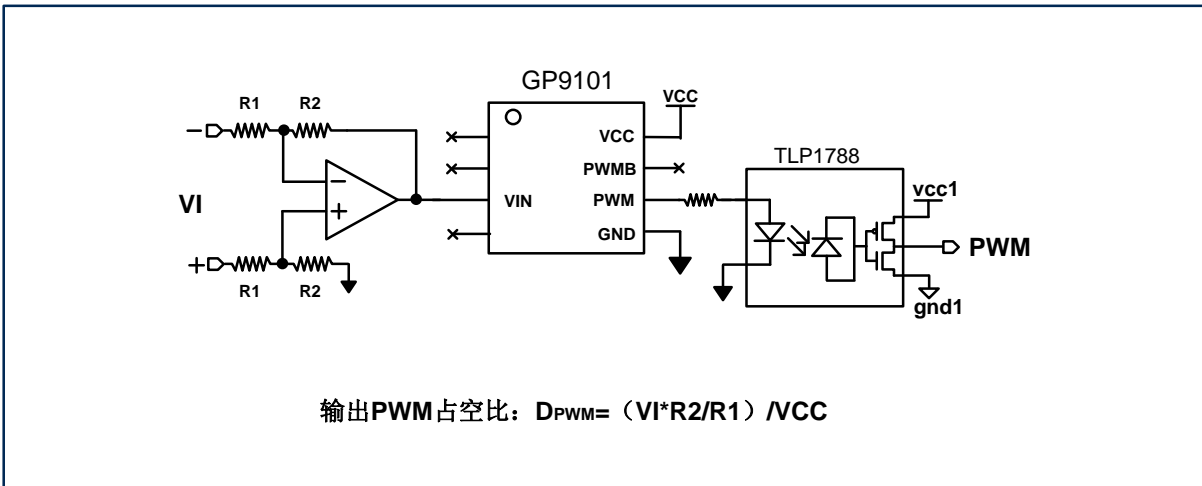 GP9101
VCC
R1
R2
VCC
TLP1788
PWMB
vcc1
VI
VIN
PWM
PWM
GND
R1
R2
gnd1
输出PWM占空比：DPWM=（VI*R2/R1）/VCC